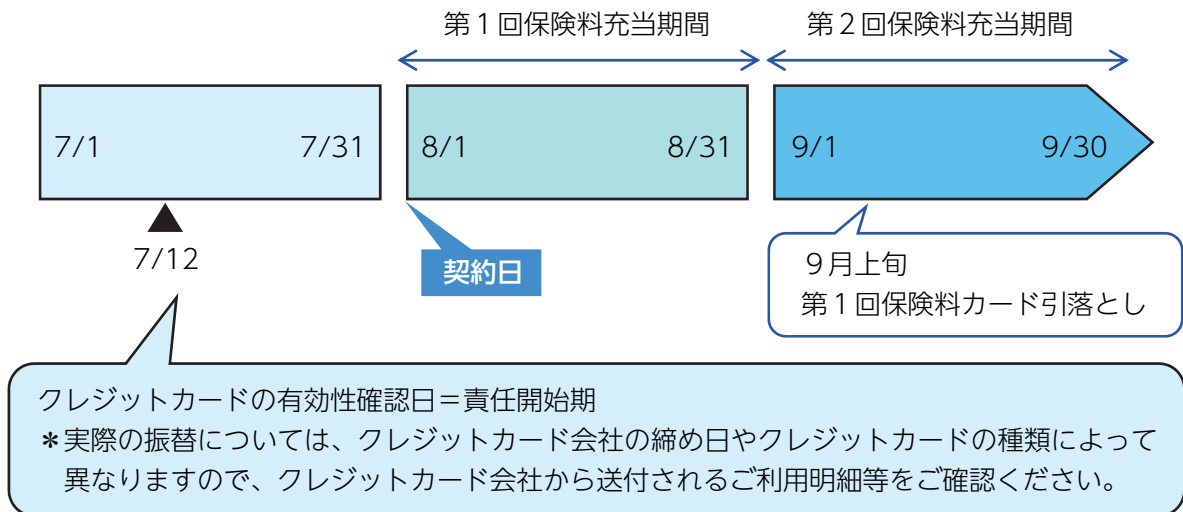 第1回保険料充当期間
第2回保険料充当期間
7/1
7/31
8/1
8/31
9/1
9/30
7/12
契約日
9月上旬
第1回保険料カード引落とし
クレジットカードの有効性確認日＝責任開始期
＊実際の振替については、クレジットカード会社の締め日やクレジットカードの種類によって
異なりますので、クレジットカード会社から送付されるご利用明細等をご確認ください。